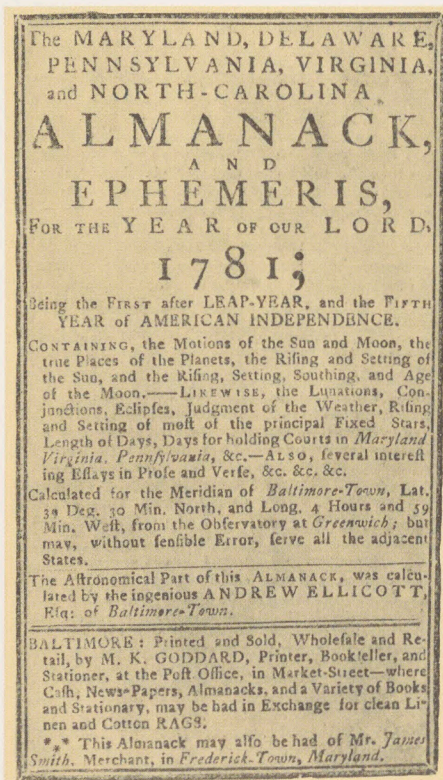 The MARYLAND, DELAWARE,
PENNSYLVANIA, VIRGINIA,
and NORTH-CAROLINA
ALMANACK,
AND
EPHEMERIS,
FOR THE YEAR OF OUR LORD,
1781;
Being the FIRST after LEAP-YEAR, and the FIFTH
YEAR of AMERICAN INDEPENDENCE.
CONTAINING, the Motions of the Sun and Moon, the
true Places of the Planets, the Riſing and Setting of
the Sun, and the Riſing, Setting, Southing, and Age
of the Moon.——LIKEWISE, the Lunations, Con-
junctions, Eclipſes, Judgment of the Weather, Riſing
and Setting of moſt of the principal Fixed Stars,
Length of Days, Days for holding Courts in Maryland
Virginia, Pennſylvania, &c.—ALSO, ſeveral intereſt
ing Eſſays in Proſe and Verſe, &c. &c. &c.
Calculated for the Meridian of Baltimore-Town, Lat.
39 Deg. 30 Min. North, and Long. 4 Hours and 59
Min. Weſt, from the Obſervatory at Greenwich; but
may, without ſenſible Error, ſerve all the adjacent
States.
The Aſtronomical Part of this ALMANACK, was calcu-
lated by the ingenious ANDREW ELLICOTT,
Eſq; of Baltimore-Town.
BALTIMORE: Printed and Sold, Wholeſale and Re-
tail, by M. K. GODDARD, Printer, Bookſeller, and
Stationer, at the Poſt-Office, in Market-Street—where
Caſh, News-Papers, Almanacks, and a Variety of Books
and Stationary, may be had in Exchange for clean Li-
nen and Cotton RAGS.
*⁎* This Almanack may alſo be had of Mr. James
Smith, Merchant, in Frederick-Town, Maryland.